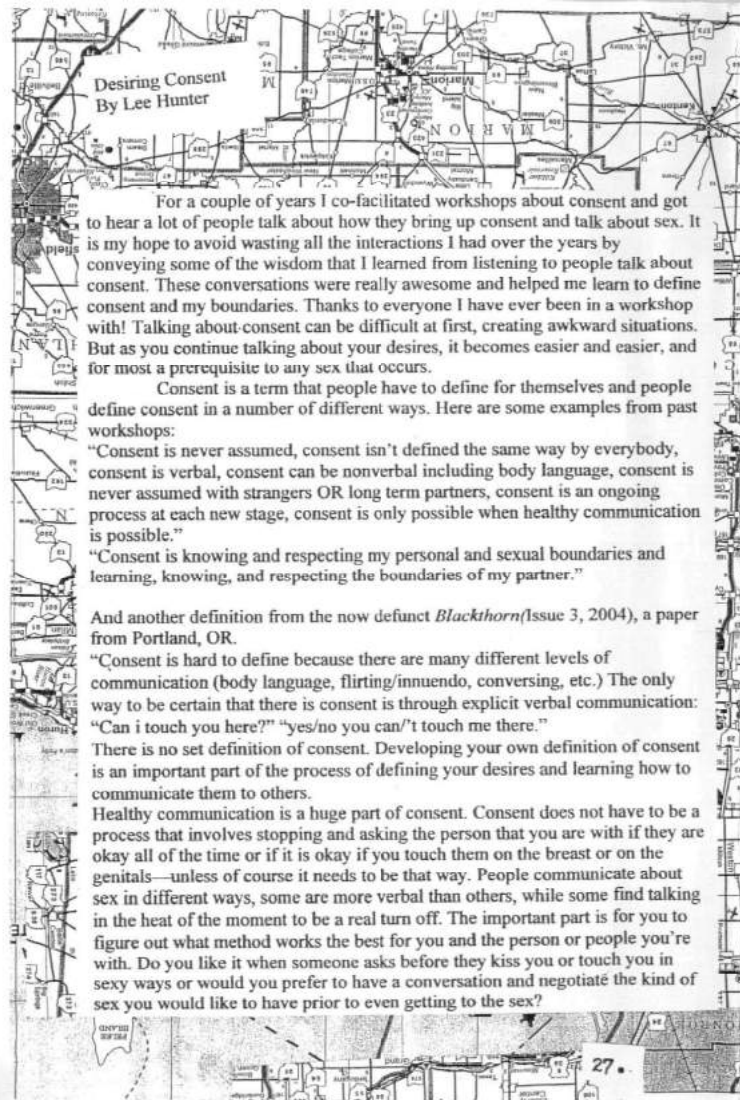 Desiring Consent
By Lee Hunter
For a couple of years I co-facilitated workshops about consent and got
to hear a lot of people talk about how they bring up consent and talk about sex. It
is my hope to avoid wasting all the interactions I had over the years by
conveying some of the wisdom that I learned from listening to people talk about
consent. These conversations were really awesome and helped me learn to define
consent and my boundaries. Thanks to everyone I have ever been in a workshop
with! Talking about consent can be difficult at first, creating awkward situations.
But as you continue talking about your desires, it becomes easier and easier, and
for most a prerequisite to any sex that occurs.
Consent is a term that people have to define for themselves and people
define consent in a number of different ways. Here are some examples from past
workshops:
“Consent is never assumed, consent isn’t defined the same way by everybody,
consent is verbal, consent can be nonverbal including body language, consent is
never assumed with strangers OR long term partners, consent is an ongoing
process at each new stage, consent is only possible when healthy communication
is possible.”
“Consent is knowing and respecting my personal and sexual boundaries and
learning, knowing, and respecting the boundaries of my partner.”
And another definition from the now defunct Blackthorn(Issue 3, 2004), a paper
from Portland, OR.
“Consent is hard to define because there are many different levels of
communication (body language, flirting/innuendo, conversing, etc.) The only
way to be certain that there is consent is through explicit verbal communication:
“Can i touch you here?” “yes/no you can/’t touch me there.”
There is no set definition of consent. Developing your own definition of consent
is an important part of the process of defining your desires and learning how to
communicate them to others.
Healthy communication is a huge part of consent. Consent does not have to be a
process that involves stopping and asking the person that you are with if they are
okay all of the time or if it is okay if you touch them on the breast or on the
genitals—unless of course it needs to be that way. People communicate about
sex in different ways, some are more verbal than others, while some find talking
in the heat of the moment to be a real turn off. The important part is for you to
figure out what method works the best for you and the person or people you’re
with. Do you like it when someone asks before they kiss you or touch you in
sexy ways or would you prefer to have a conversation and negotiate the kind of
sex you would like to have prior to even getting to the sex?
27.
Marion
MARION
Kenton
Huron
PELEE
ISLAND